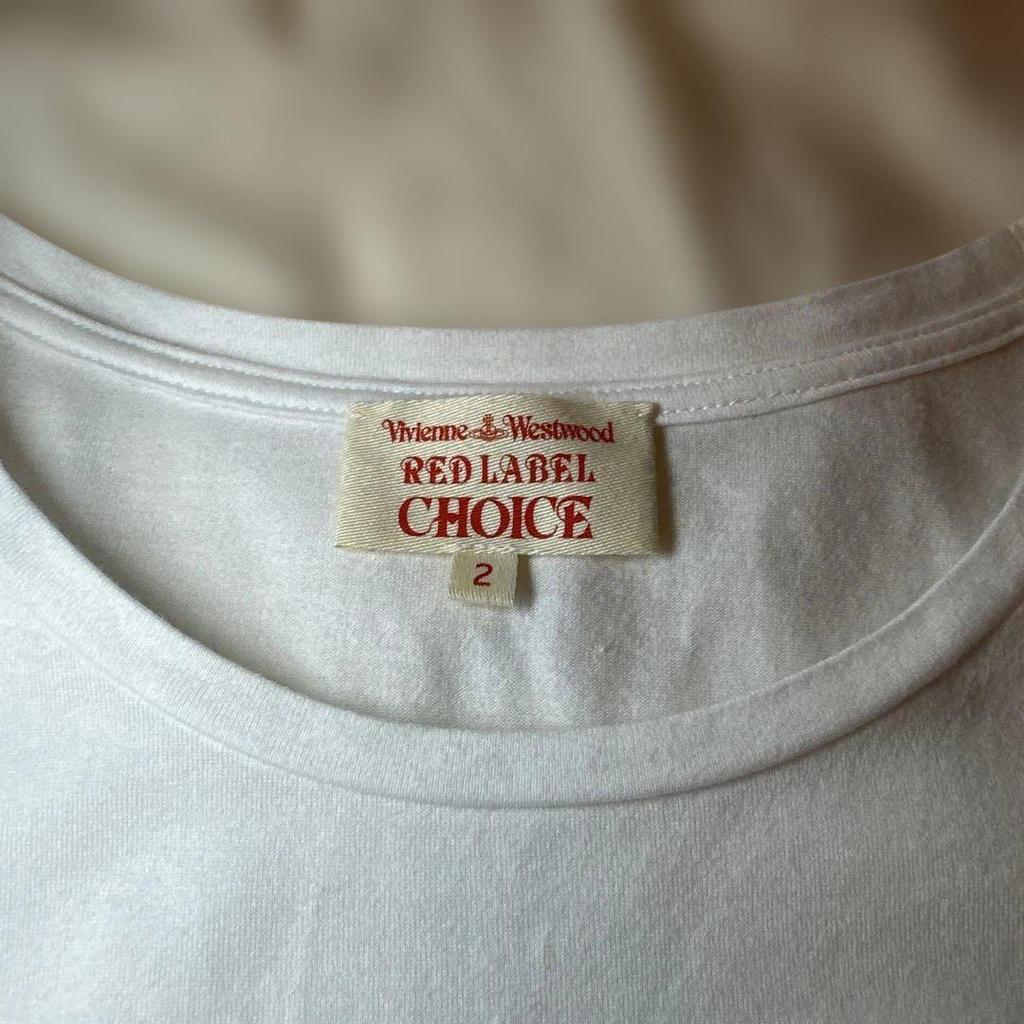 Vivienne Westwood
RED LABEL
CHOICE
2